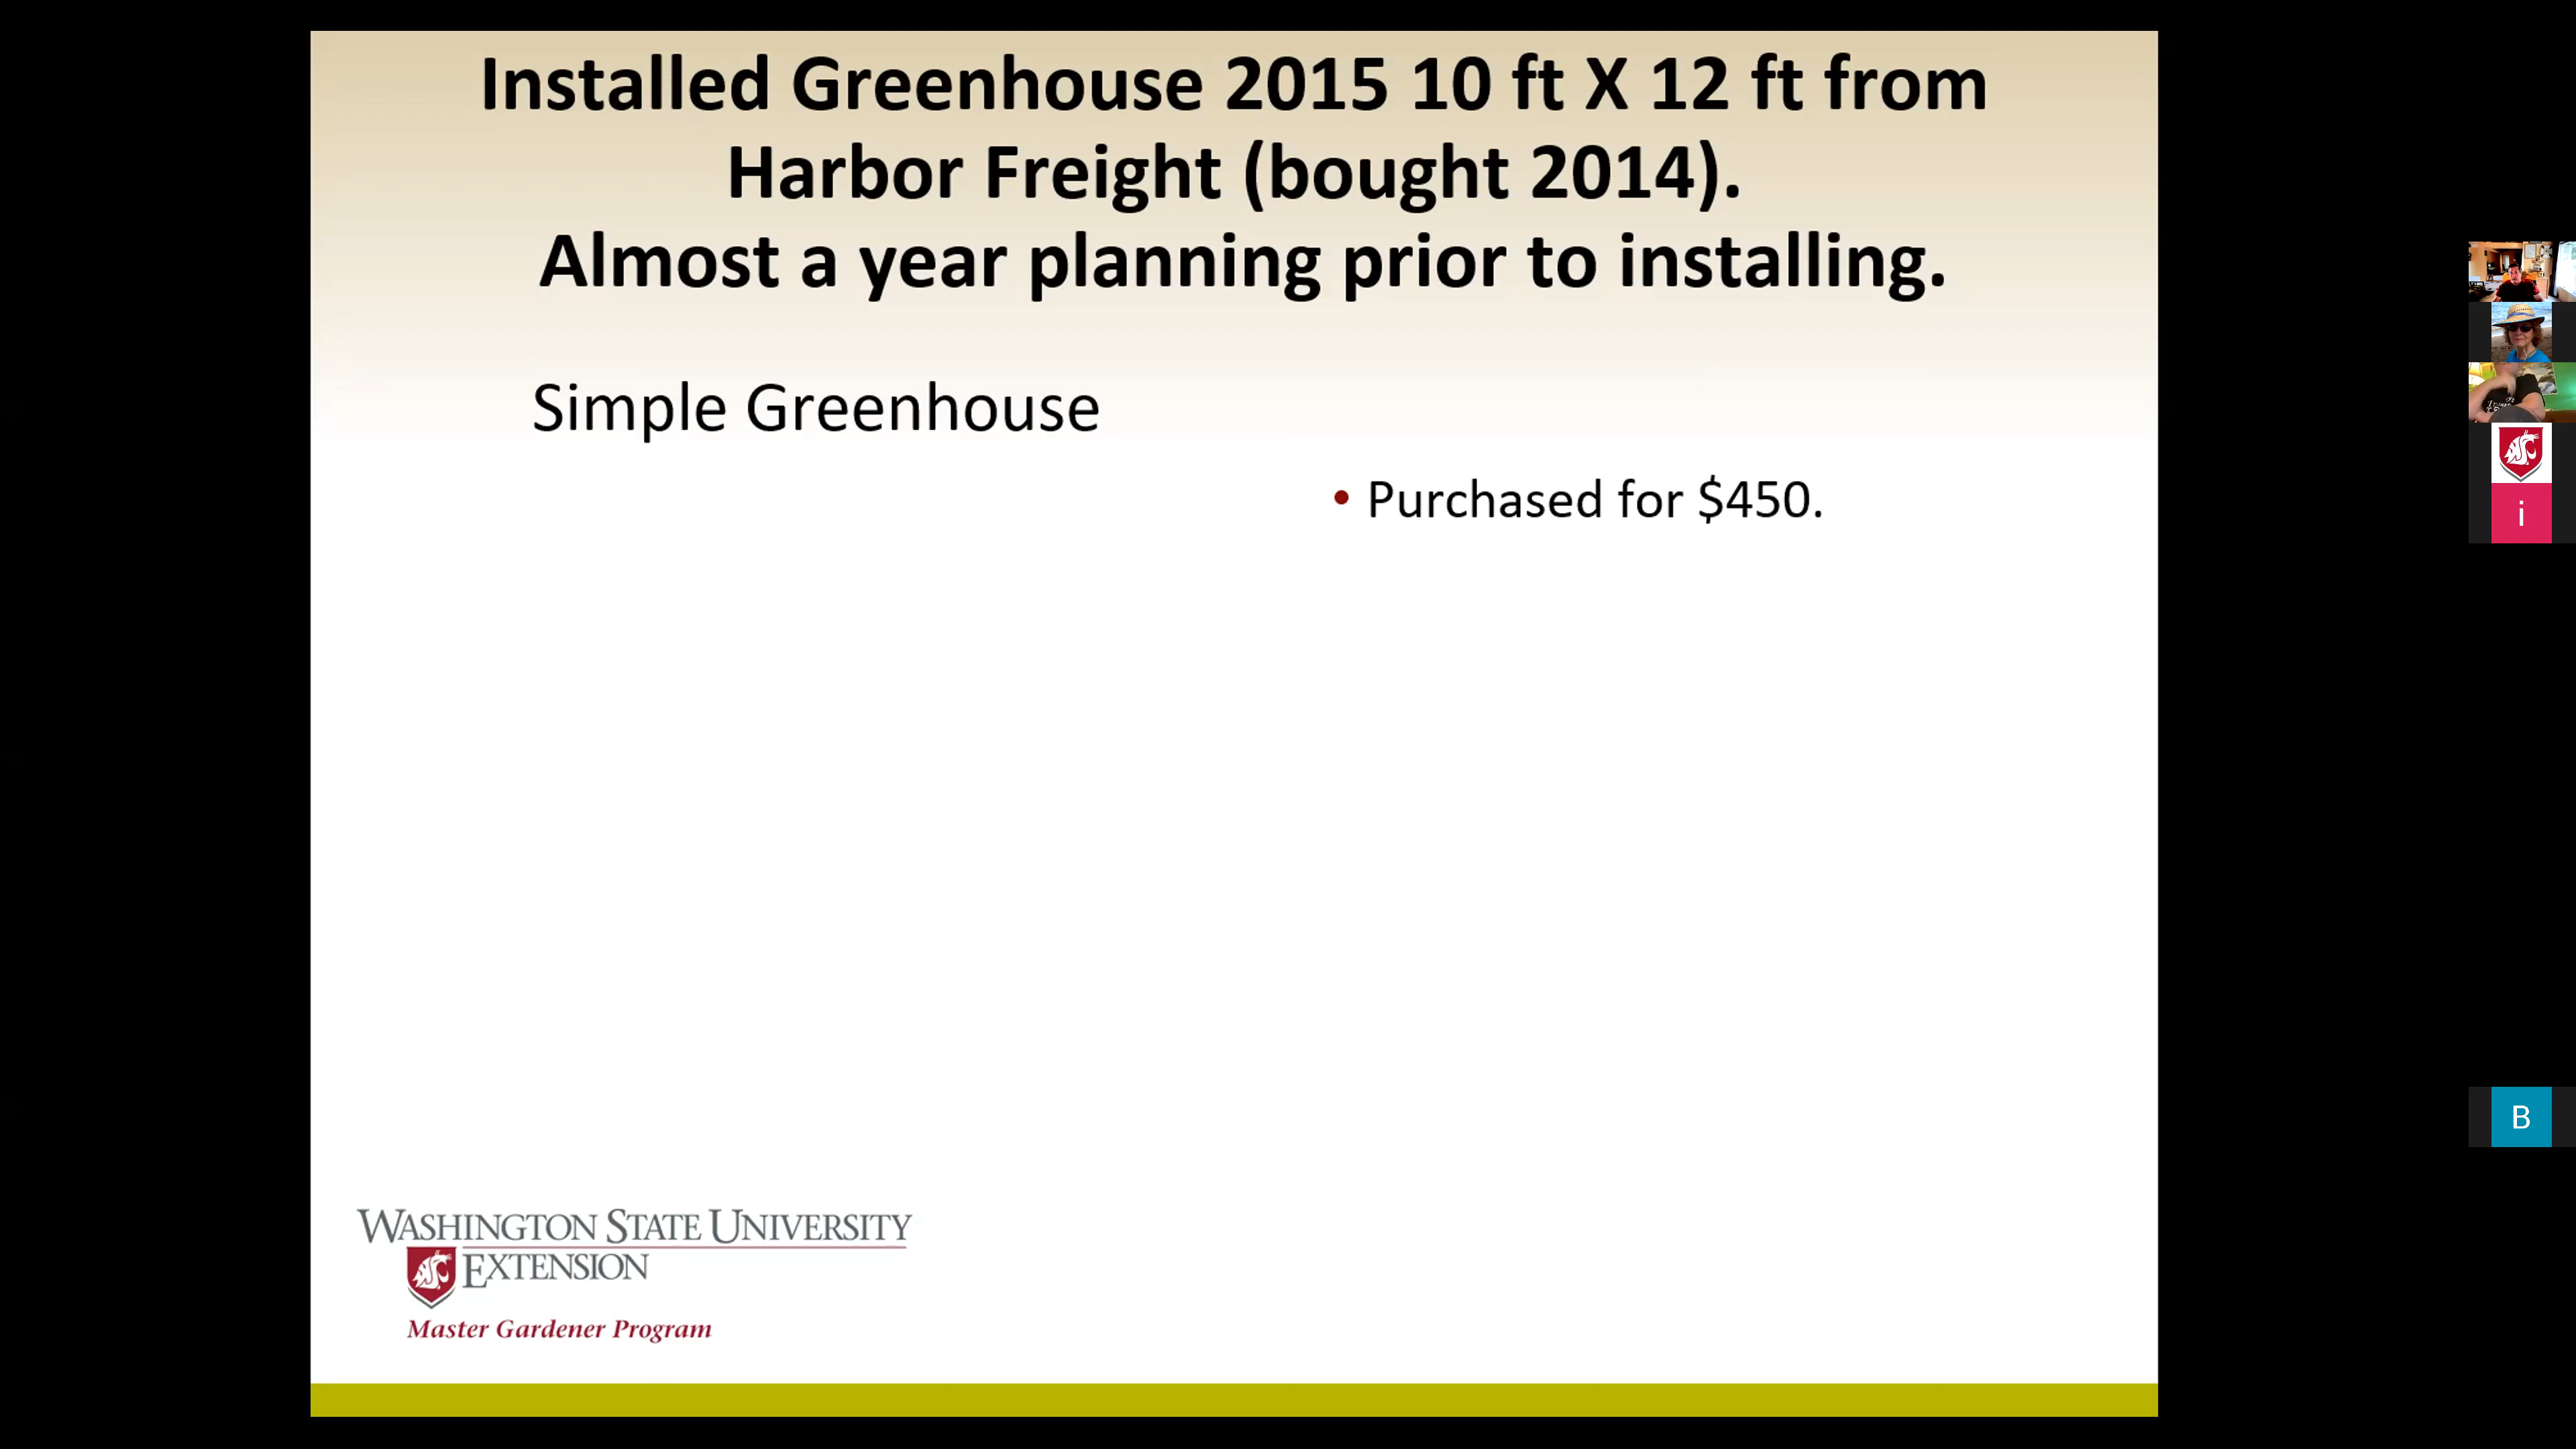 Installed Greenhouse 2015 10 ft X 12 ft from
Harbor Freight (bought 2014).
Almost a year planning prior to installing.
Simple Greenhouse
• Purchased for $450.
i
B
WASHINGTON STATE UNIVERSITY
EXTENSION
Master Gardener Program